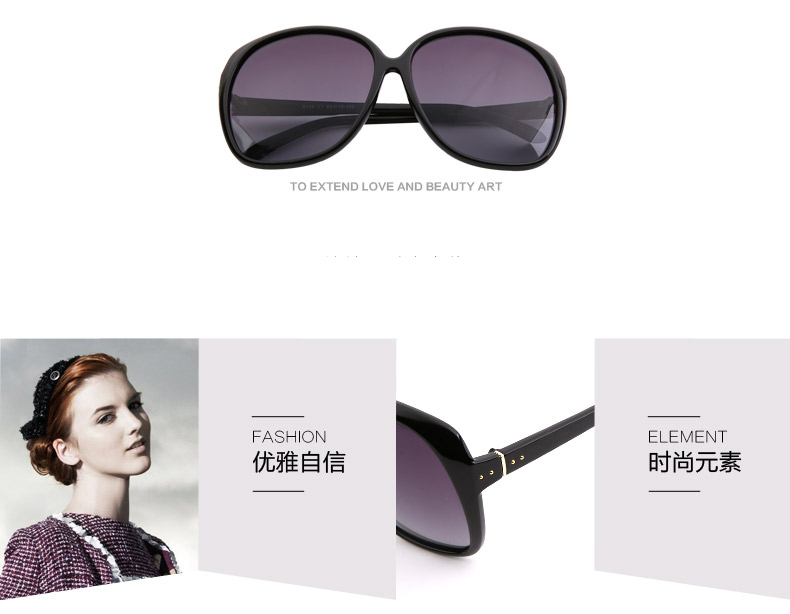 TO EXTEND LOVE AND BEAUTY ART
FASHION
优雅自信
ELEMENT
时尚元素